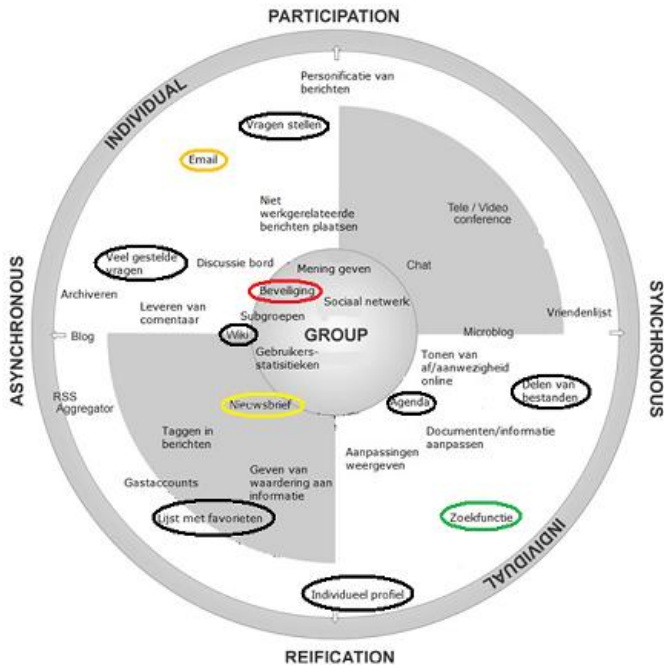 PARTICIPATION
INDIVIDUAL
Personificatie van
berichten
Vragen stellen
Email
Niet
werkgerelateerde
berichten plaatsen
Tele / Video
conference
Veel gestelde
vragen
Discussie bord
Mening geven
Chat
ASYNCHRONOUS
SYNCHRONOUS
Archiveren
Beveiliging
Sociaal netwerk
Leveren van
comentaar
Subgroepen
Vriendenlijst
Blog
Wiki
GROUP
Microblog
Gebruikers-
statisitieken
Tonen van
af/aanwezigheid
online
RSS
Aggregator
Nieuwsbrief
Agenda
Delen van
bestanden
Taggen in
berichten
Documenten/informatie
aanpassen
Aanpassingen
weergeven
Gastaccounts
Geven van
waardering aan
informatie
Lijst met favorieten
Zoekfunctie
INDIVIDUAL
Individueel profiel
REIFICATION